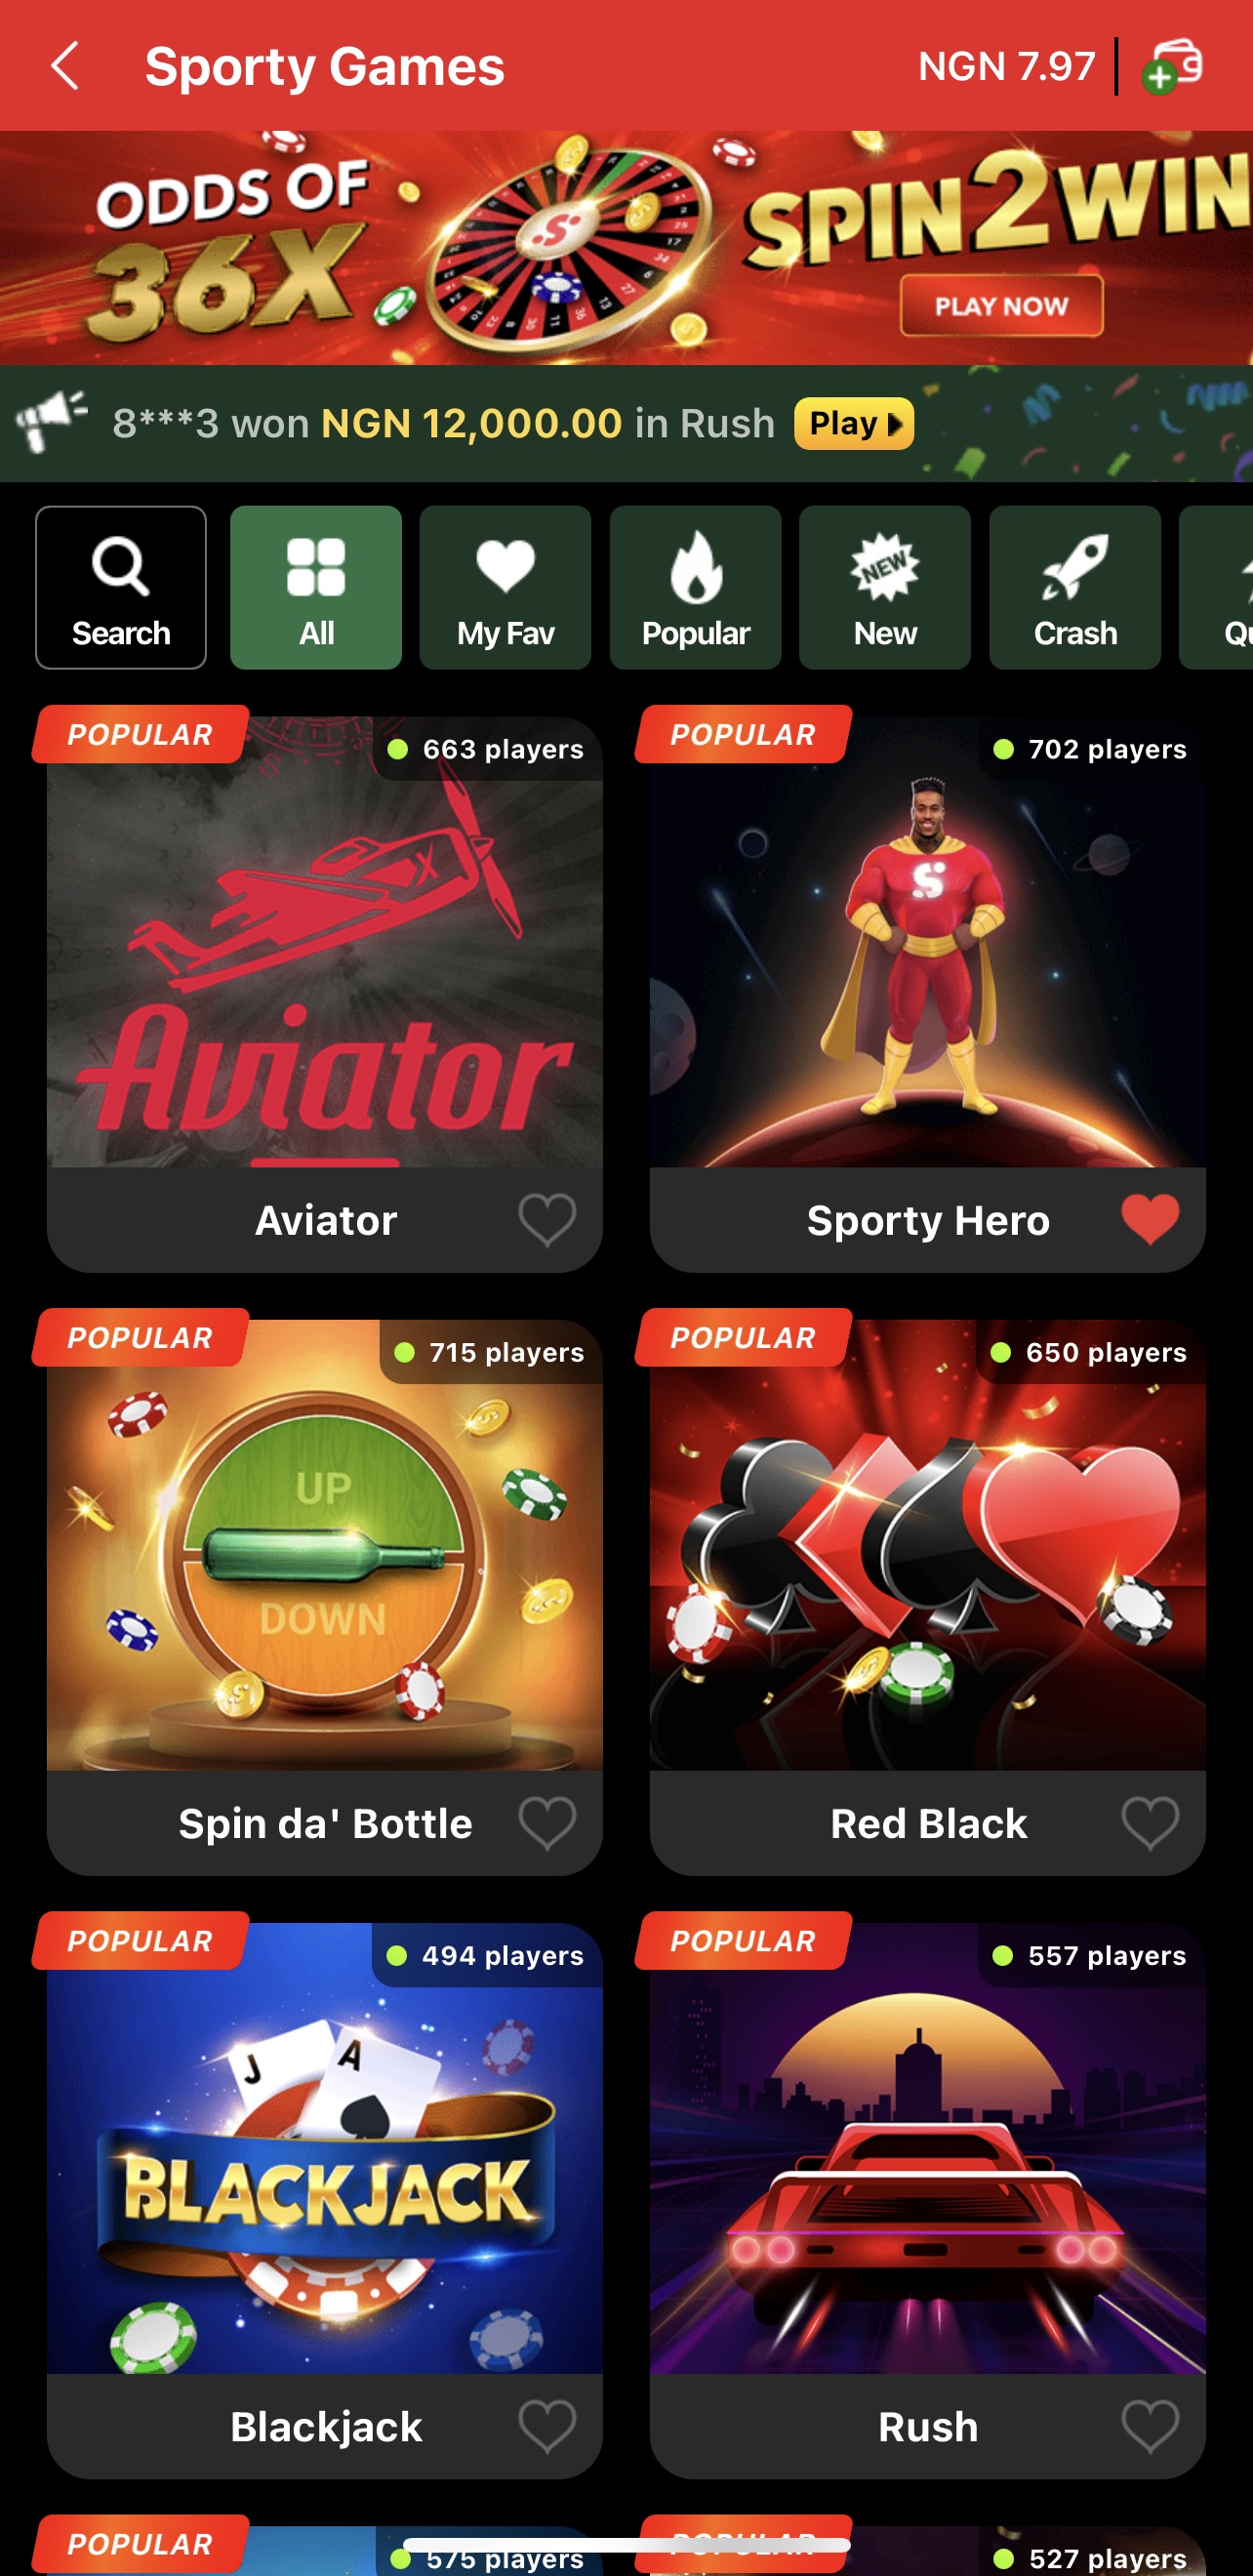 Sporty Games
NGN 7.97
ODDS OF
36X
SPIN2WIN
PLAY NOW
8***3 won NGN 12,000.00 in Rush Play
Search
All
My Fav
NEW
Popular
New
Crash
Qu
POPULAR
663 players
Aviator
Aviator
POPULAR
702 players
S
Sporty Hero
POPULAR
715 players
UP
DOWN
Spin da' Bottle
POPULAR
650 players
Red Black
POPULAR
494 players
J
A
BLACKJACK
Blackjack
POPULAR
557 players
Rush
POPULAR
575 players
POPULAR
527 players